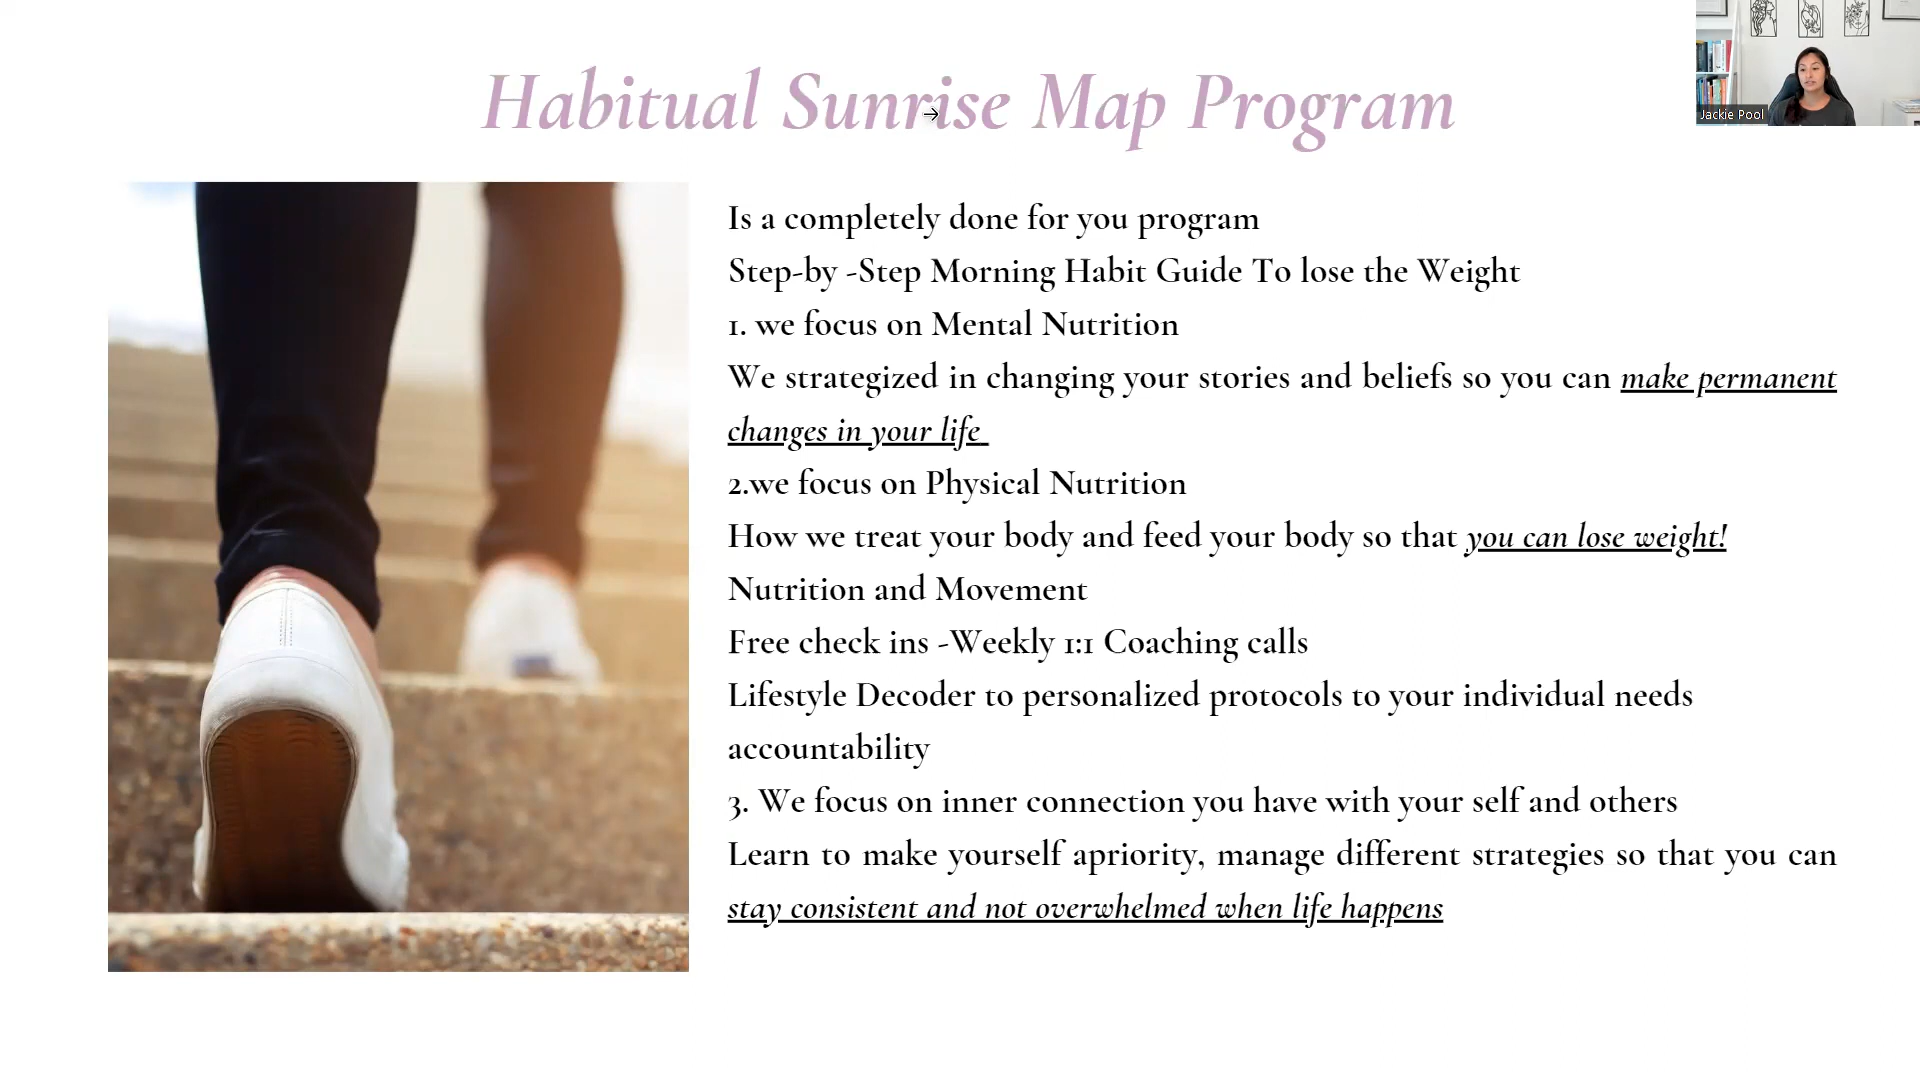 Habitual Sunrise Map Program
Jackie Pool
Is a completely done for you program
Step-by -Step Morning Habit Guide To lose the Weight
1. we focus on Mental Nutrition
We strategized in changing your stories and beliefs so you can make permanent
changes in your life
2.we focus on Physical Nutrition
How we treat your body and feed your body so that you can lose weight!
Nutrition and Movement
Free check ins -Weekly 1:1 Coaching calls
Lifestyle Decoder to personalized protocols to your individual needs
accountability
3. We focus on inner connection you have with your self and others
Learn to make yourself apriority, manage different strategies so that you can
stay consistent and not overwhelmed when life happens